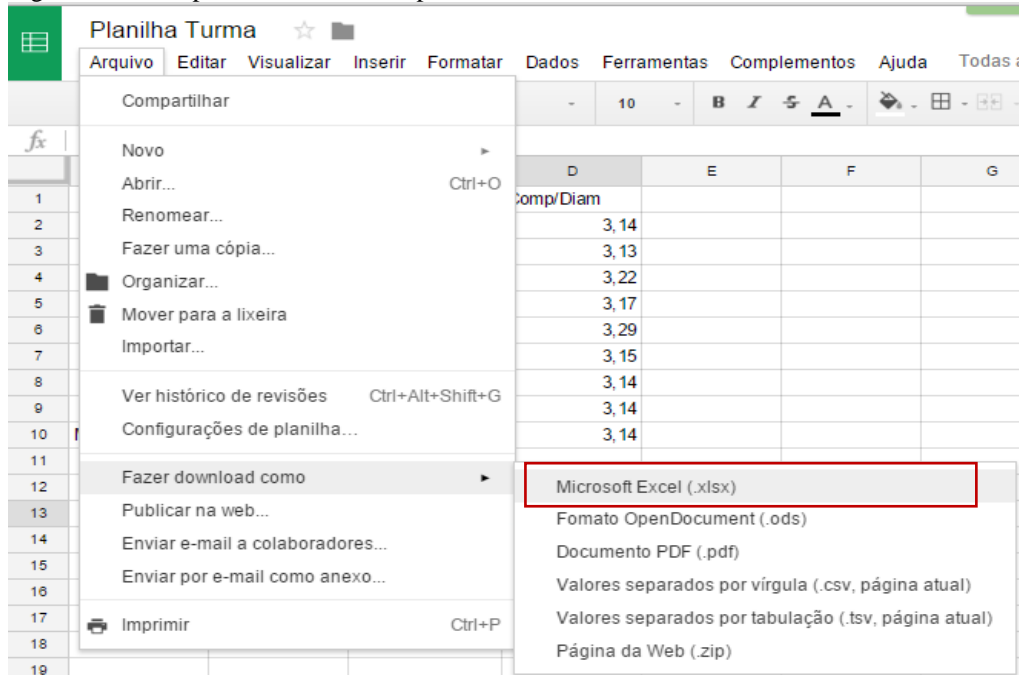 Planilha Turma
Arquivo Editar Visualizar Inserir Formatar Dados Ferramentas Complementos Ajuda Todas
Compartilhar - 10 - B I S A
fx
Novo
D E F G
Abrir... Ctrl+O
1 Comp/Diam
Renomear...
2 3,14
Fazer uma cópia...
3 3,13
4 Organizar... 3,22
5 Mover para a lixeira 3,17
6 3,29
Importar...
7 3,15
8 3,14
Ver histórico de revisões Ctrl+Alt+Shift+G
9 3,14
10 Configurações de planilha... 3,14
11
Fazer download como
12 Microsoft Excel (.xlsx)
13 Publicar na web...
Fomato OpenDocument (.ods)
14 Enviar e-mail a colaboradores...
Documento PDF (.pdf)
15
Enviar por e-mail como anexo...
16 Valores separados por vírgula (.csv, página atual)
17 Imprimir Ctrl+P
Valores separados por tabulação (.tsv, página atual)
18
Página da Web (.zip)
19